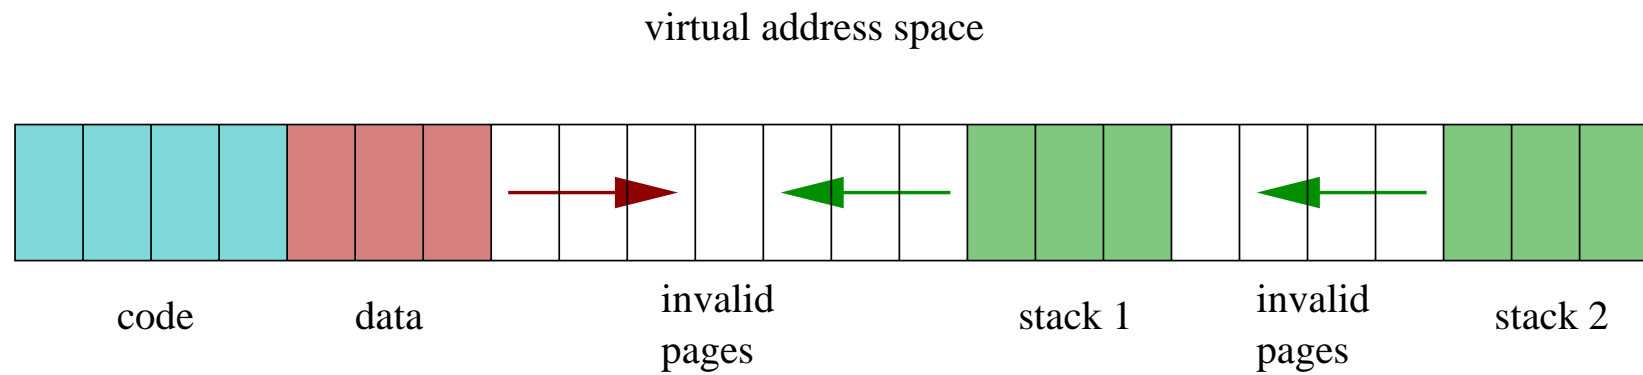 virtual address space
code
data
invalid
pages
stack 1
invalid
pages
stack 2